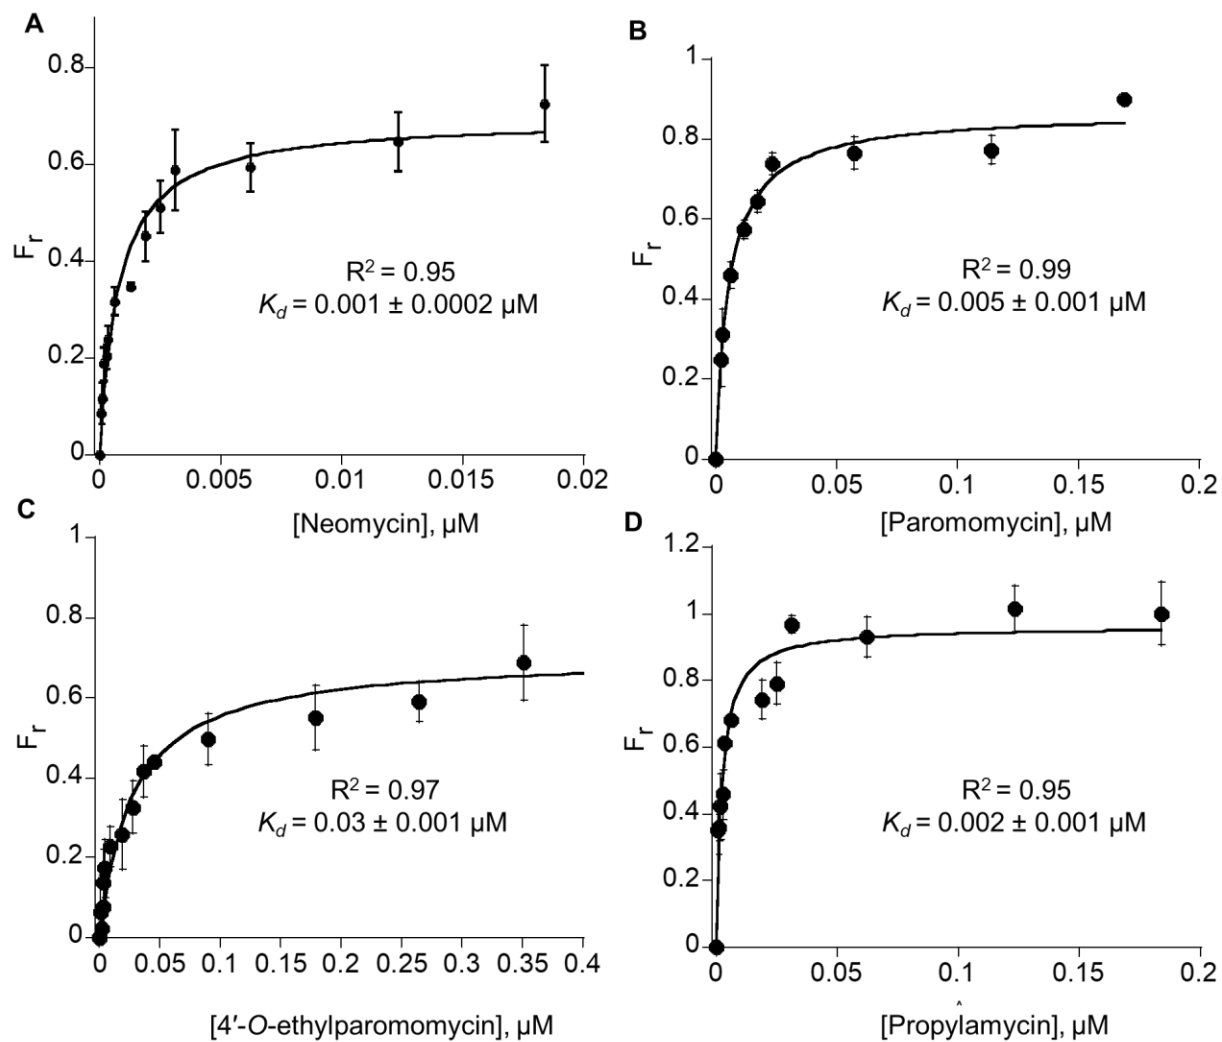 A
0.8
0.6
0.4
0.2
0
F_r
R² = 0.95
K_d = 0.001 ± 0.0002 µM
0 0.005 0.01 0.015 0.02
[Neomycin], µM
B
1
0.8
0.6
0.4
0.2
0
F_r
R² = 0.99
K_d = 0.005 ± 0.001 µM
0 0.05 0.1 0.15 0.2
[Paromomycin], µM
C
1
0.8
0.6
0.4
0.2
0
F_r
R² = 0.97
K_d = 0.03 ± 0.001 µM
0 0.05 0.1 0.15 0.2 0.25 0.3 0.35 0.4
[4′-O-ethylparomomycin], µM
D
1.2
1.0
0.8
0.6
0.4
0.2
0
F_r
R² = 0.95
K_d = 0.002 ± 0.001 µM
0 0.05 0.1 0.15 0.2
[Propylamycin], µM